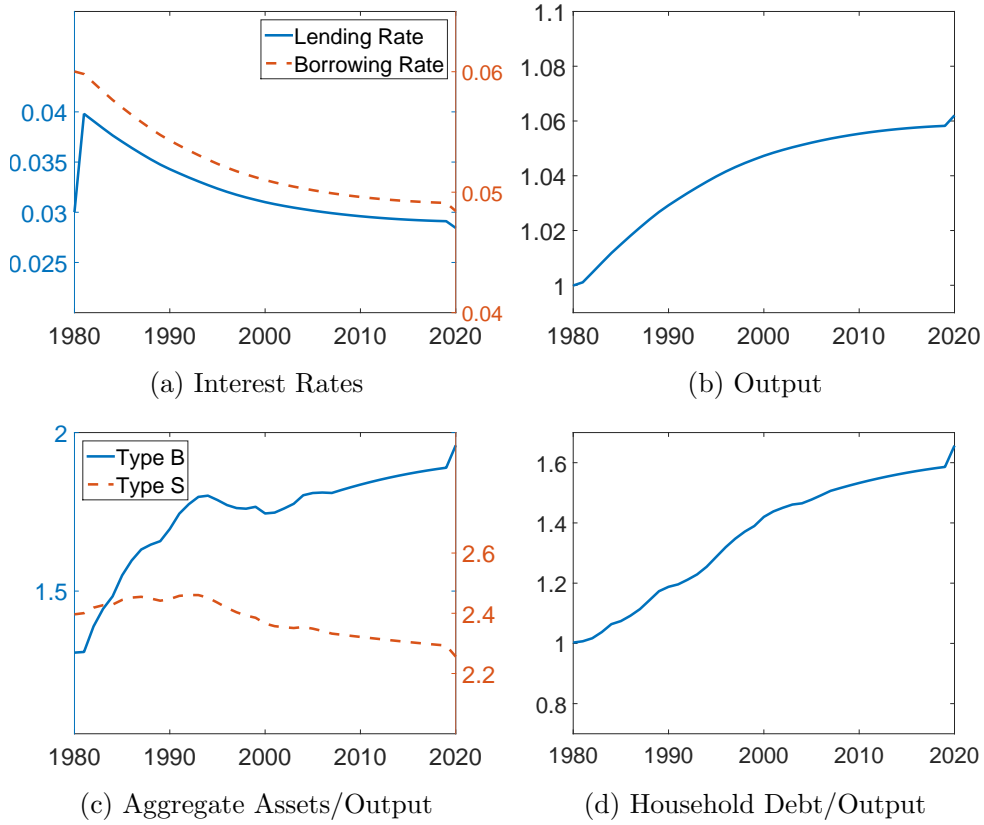 Lending Rate
Borrowing Rate
0.04
0.035
0.03
0.025
0.06
0.05
0.04
1980 1990 2000 2010 2020
(a) Interest Rates
1.1
1.08
1.06
1.04
1.02
1
1980 1990 2000 2010 2020
(b) Output
Type B
Type S
2
1.5
2.6
2.4
2.2
1980 1990 2000 2010 2020
(c) Aggregate Assets/Output
1.6
1.4
1.2
1
0.8
1980 1990 2000 2010 2020
(d) Household Debt/Output